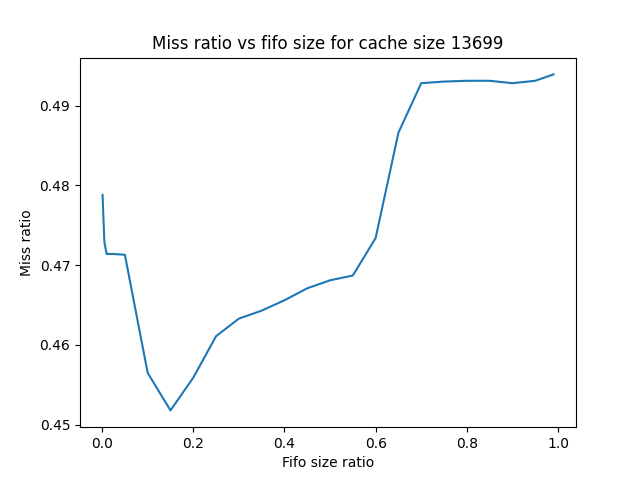 Miss ratio vs fifo size for cache size 13699
Miss ratio
0.49
0.48
0.47
0.46
0.45
0.0 0.2 0.4 0.6 0.8 1.0
Fifo size ratio